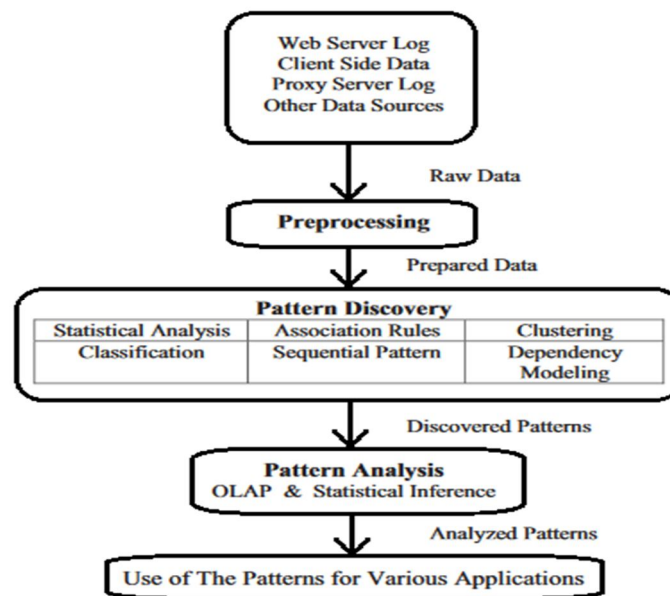 Web Server Log
Client Side Data
Proxy Server Log
Other Data Sources
Raw Data
Preprocessing
Prepared Data
Pattern Discovery
Statistical Analysis Association Rules Clustering
Classification Sequential Pattern Dependency
Modeling
Discovered Patterns
Pattern Analysis
OLAP & Statistical Inference
Analyzed Patterns
Use of The Patterns for Various Applications